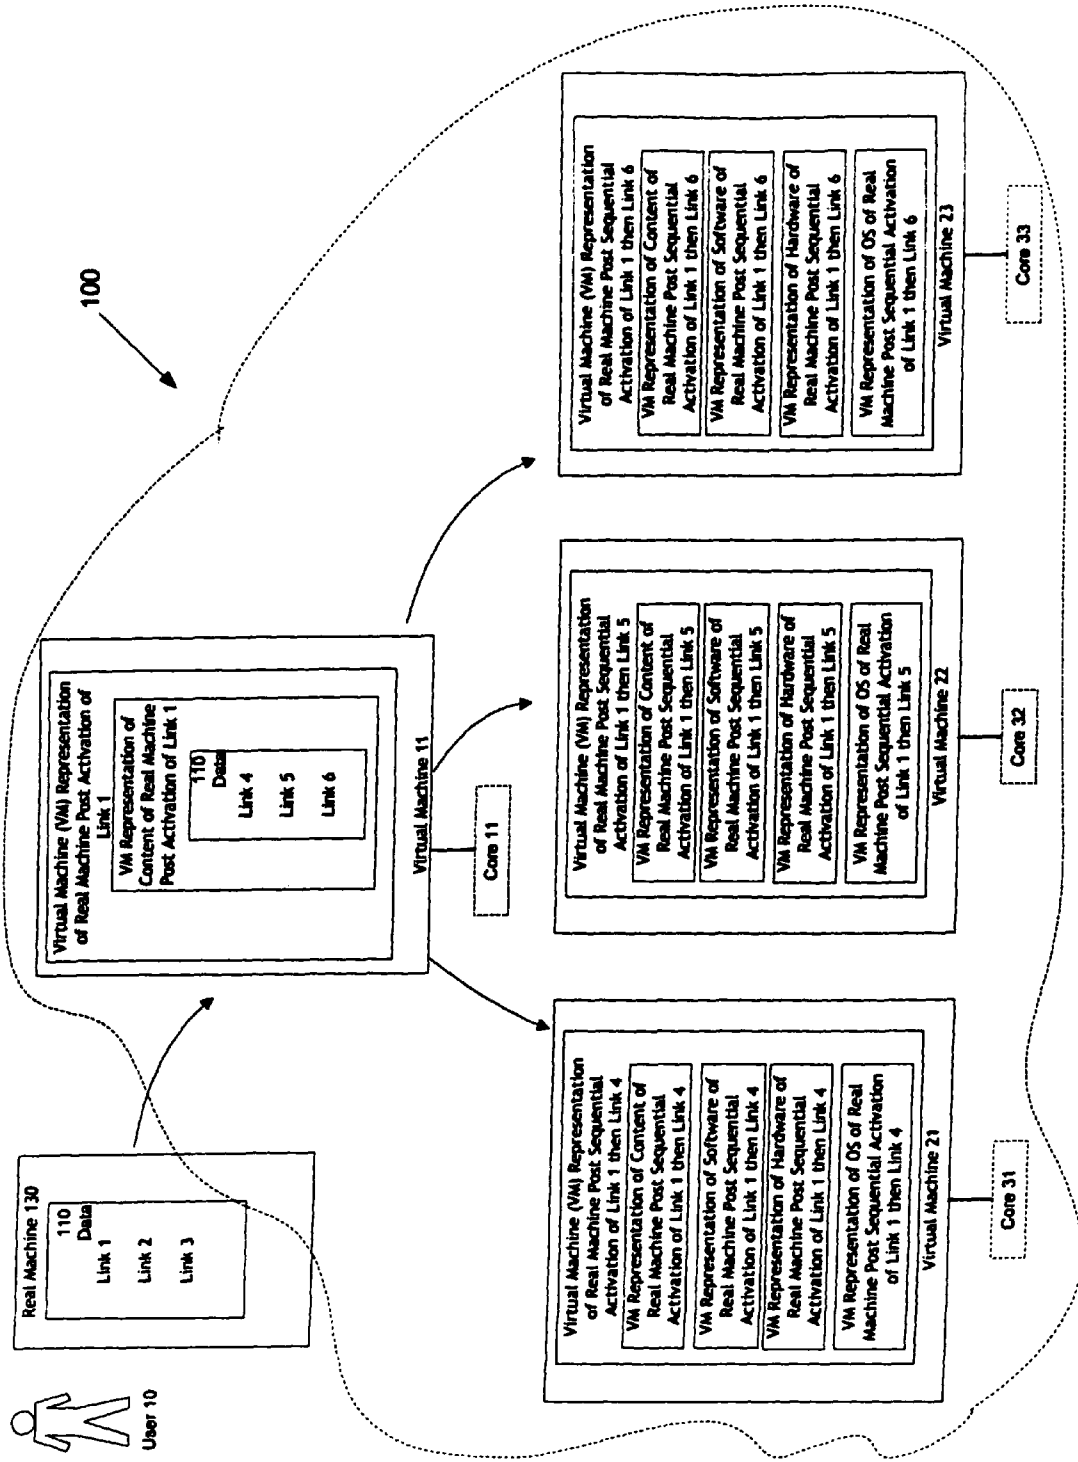 100
User 10
Real Machine 130
110
Data
Link 1
Link 2
Link 3
Virtual Machine (VM) Representation
of Real Machine Post Activation of
Link 1
VM Representation of
Content of Real Machine
Post Activation of Link 1
110
Data
Link 4
Link 5
Link 6
Virtual Machine 11
Core 11
Virtual Machine (VM) Representation
of Real Machine Post Sequential
Activation of Link 1 then Link 4
VM Representation of Content of
Real Machine Post Sequential
Activation of Link 1 then Link 4
VM Representation of Software of
Real Machine Post Sequential
Activation of Link 1 then Link 4
VM Representation of Hardware of
Real Machine Post Sequential
Activation of Link 1 then Link 4
VM Representation of OS of Real
Machine Post Sequential Activation
of Link 1 then Link 4
Virtual Machine 21
Core 31
Virtual Machine (VM) Representation
of Real Machine Post Sequential
Activation of Link 1 then Link 5
VM Representation of Content of
Real Machine Post Sequential
Activation of Link 1 then Link 5
VM Representation of Software of
Real Machine Post Sequential
Activation of Link 1 then Link 5
VM Representation of Hardware of
Real Machine Post Sequential
Activation of Link 1 then Link 5
VM Representation of OS of Real
Machine Post Sequential Activation
of Link 1 then Link 5
Virtual Machine 22
Core 32
Virtual Machine (VM) Representation
of Real Machine Post Sequential
Activation of Link 1 then Link 6
VM Representation of Content of
Real Machine Post Sequential
Activation of Link 1 then Link 6
VM Representation of Software of
Real Machine Post Sequential
Activation of Link 1 then Link 6
VM Representation of Hardware of
Real Machine Post Sequential
Activation of Link 1 then Link 6
VM Representation of OS of Real
Machine Post Sequential Activation
of Link 1 then Link 6
Virtual Machine 23
Core 33